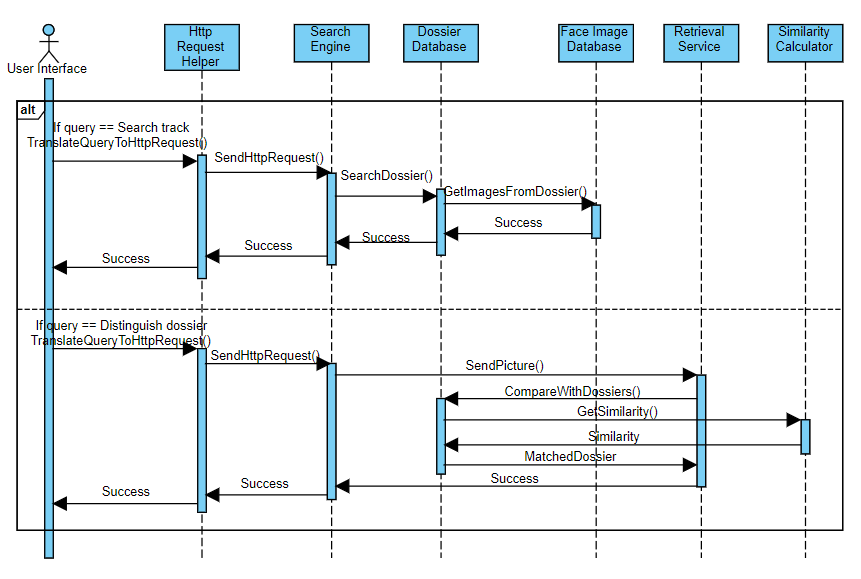 User Interface
Http
Request
Helper
Search
Engine
Dossier
Database
Face Image
Database
Retrieval
Service
Similarity
Calculator
alt
If query == Search track
TranslateQueryToHttpRequest()
SendHttpRequest()
SearchDossier()
GetImagesFromDossier()
Success
Success
Success
Success
If query == Distinguish dossier
TranslateQueryToHttpRequest()
SendHttpRequest()
SendPicture()
CompareWithDossiers()
GetSimilarity()
Similarity
MatchedDossier
Success
Success
Success